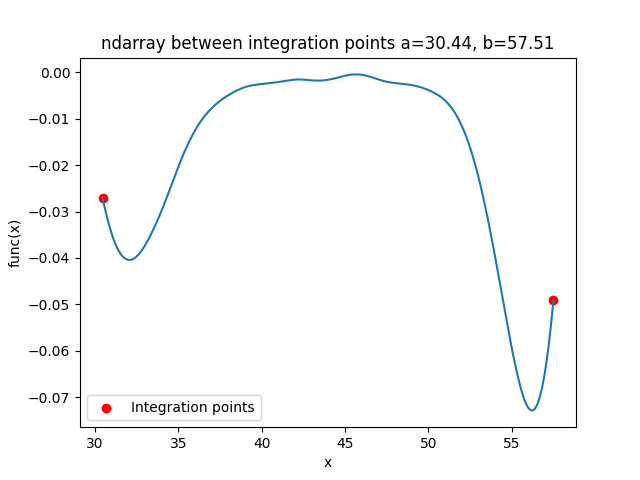 ndarray between integration points a=30.44, b=57.51
0.00
−0.01
−0.02
−0.03
−0.04
−0.05
−0.06
−0.07
func(x)
Integration points
30 35 40 45 50 55
x